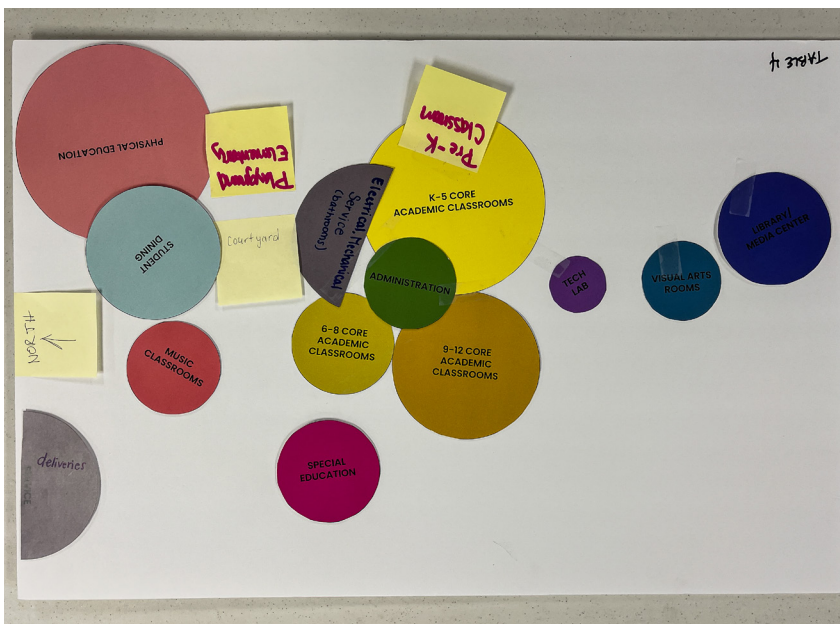 TABLE 4
PHYSICAL EDUCATION
Playground
Elementary
Pre-K
Classroom
K-5 CORE
ACADEMIC CLASSROOMS
Electrical Mechanical
Service
(bathrooms)
LIBRARY/
MEDIA CENTER
STUDENT
DINING
Courtyard
ADMINISTRATION
TECH
LAB
VISUAL ARTS
ROOMS
NORTH
MUSIC
CLASSROOMS
6-8 CORE
ACADEMIC
CLASSROOMS
9-12 CORE
ACADEMIC
CLASSROOMS
deliveries
SERVICE
SPECIAL
EDUCATION